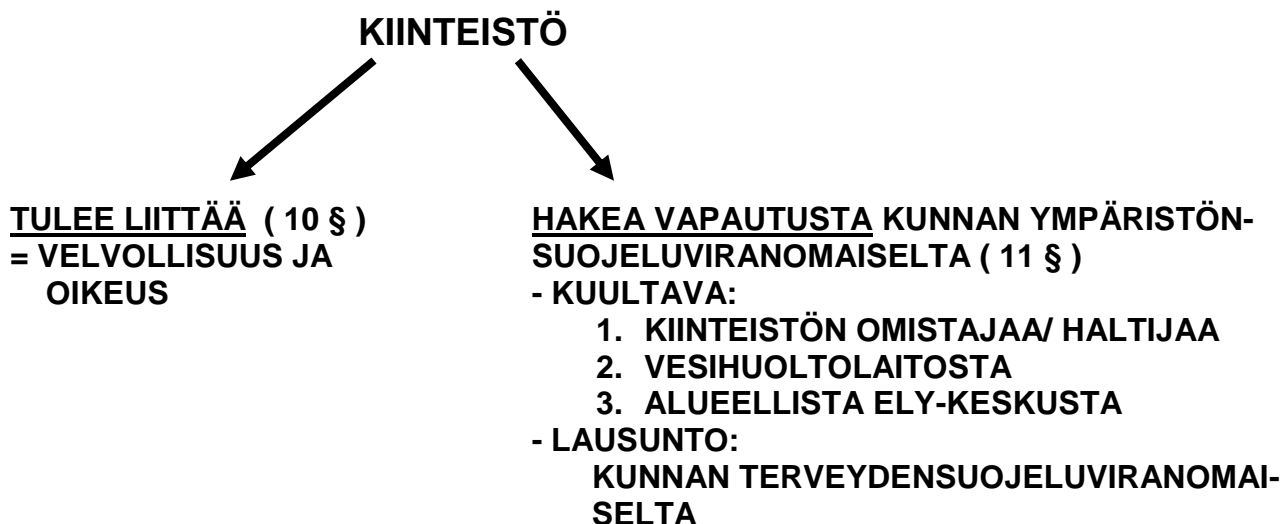 KIINTEISTÖ
TULEE LIITTÄÄ ( 10 § )
= VELVOLLISUUS JA
OIKEUS
HAKEA VAPAUTUSTA KUNNAN YMPÄRISTÖN-
SUOJELUVIRANOMAISELTA ( 11 § )
- KUULTAVA:
1. KIINTEISTÖN OMISTAJAA/ HALTIJAA
2. VESIHUOLTOLAITOSTA
3. ALUEELLISTA ELY-KESKUSTA
- LAUSUNTO:
KUNNAN TERVEYDENSUOJELUVIRANOMAI-
SELTA